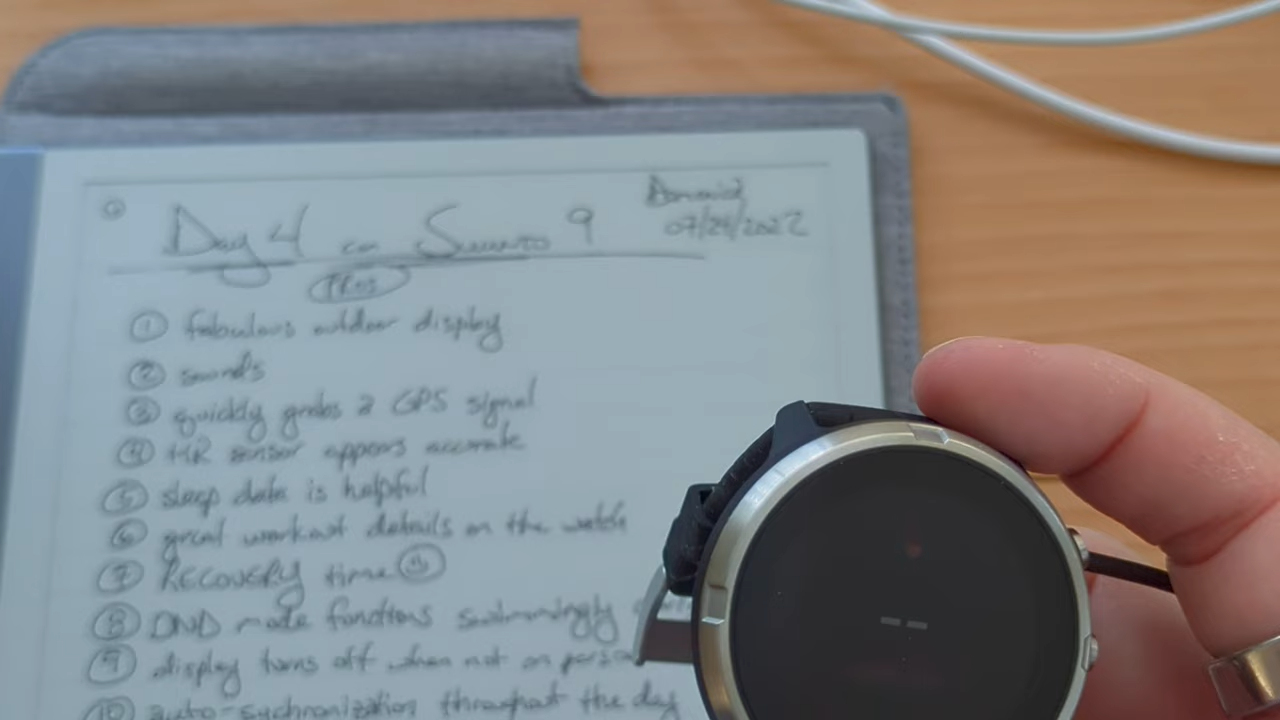 Day 4 on Suunto 9
07/24/2022
PROS
① fabulous outdoor display
② sounds
③ quickly grabs a GPS signal
④ HR sensor appears accurate
⑤ sleep data is helpful
⑥ great workout details on the watch
⑦ RECOVERY time
⑧ DND mode functions swimmingly
⑨ display turns off when not on person
⑩ auto-sychronization throughout the day
--